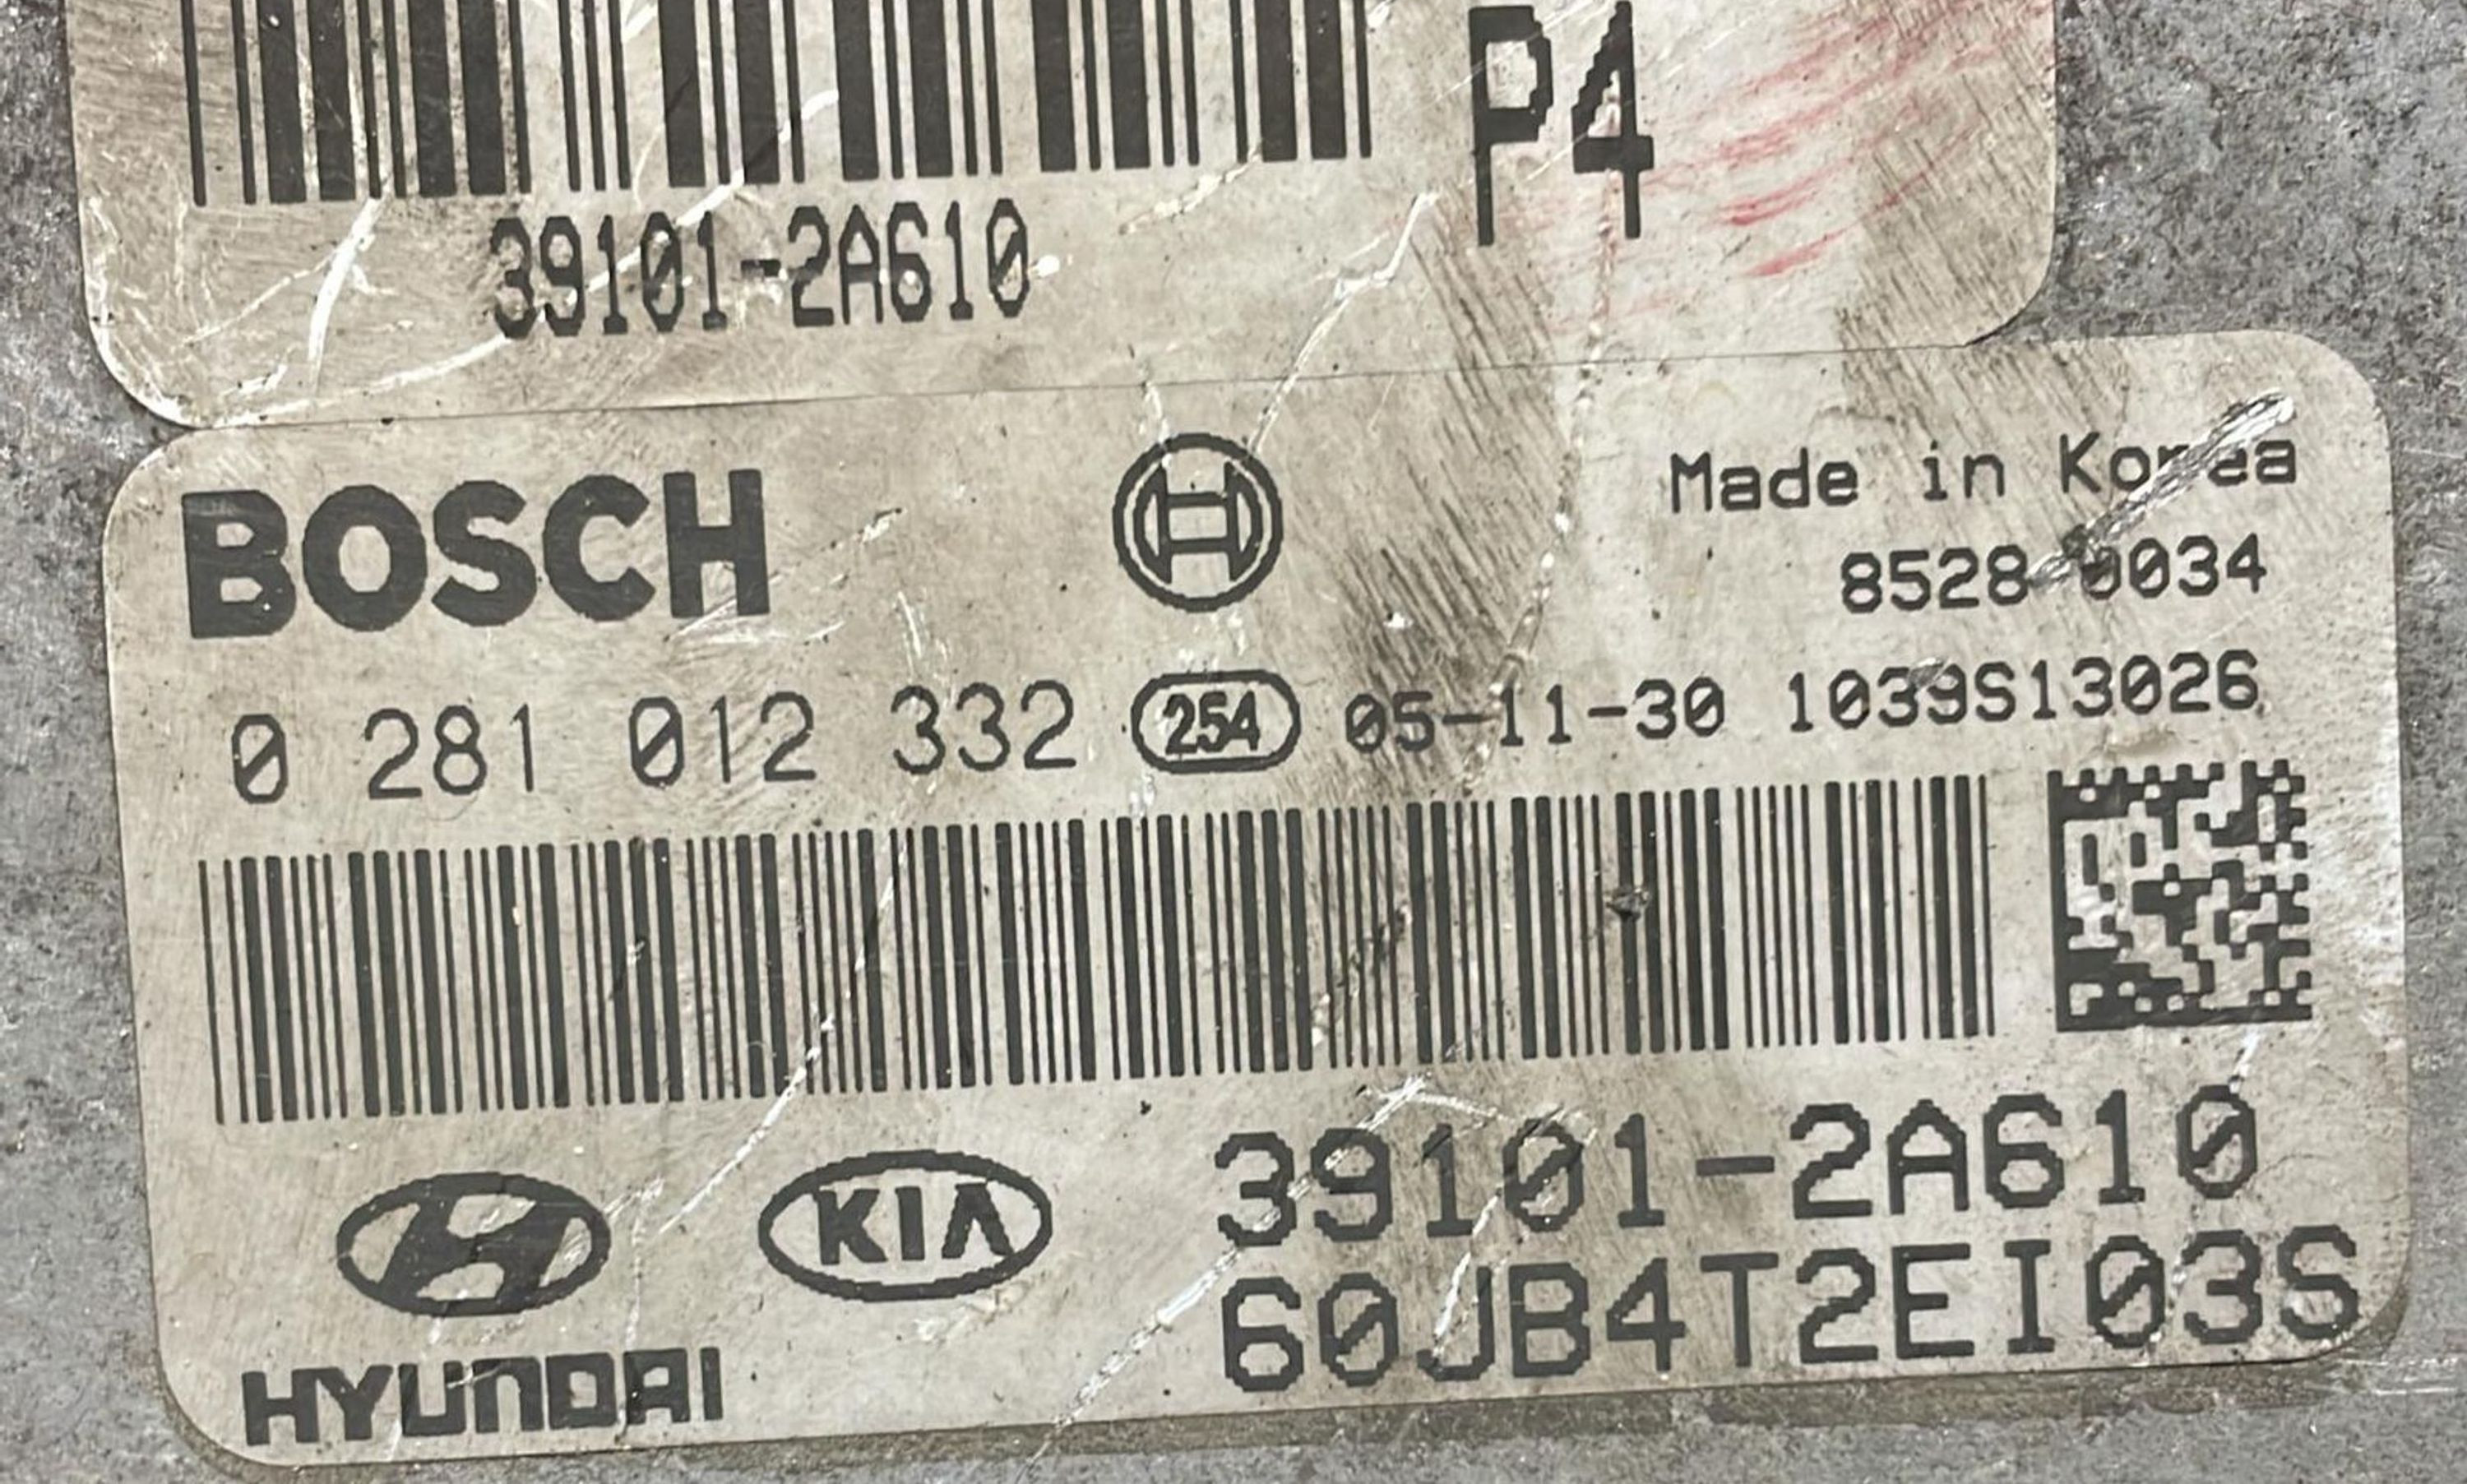 P4
39101-2A610
BOSCH
Made in Korea
8528 0034
0 281 012 332 254 05-11-30 1039S13026
KIA
39101-2A610
60JB4T2EI03S
HYUNDAI